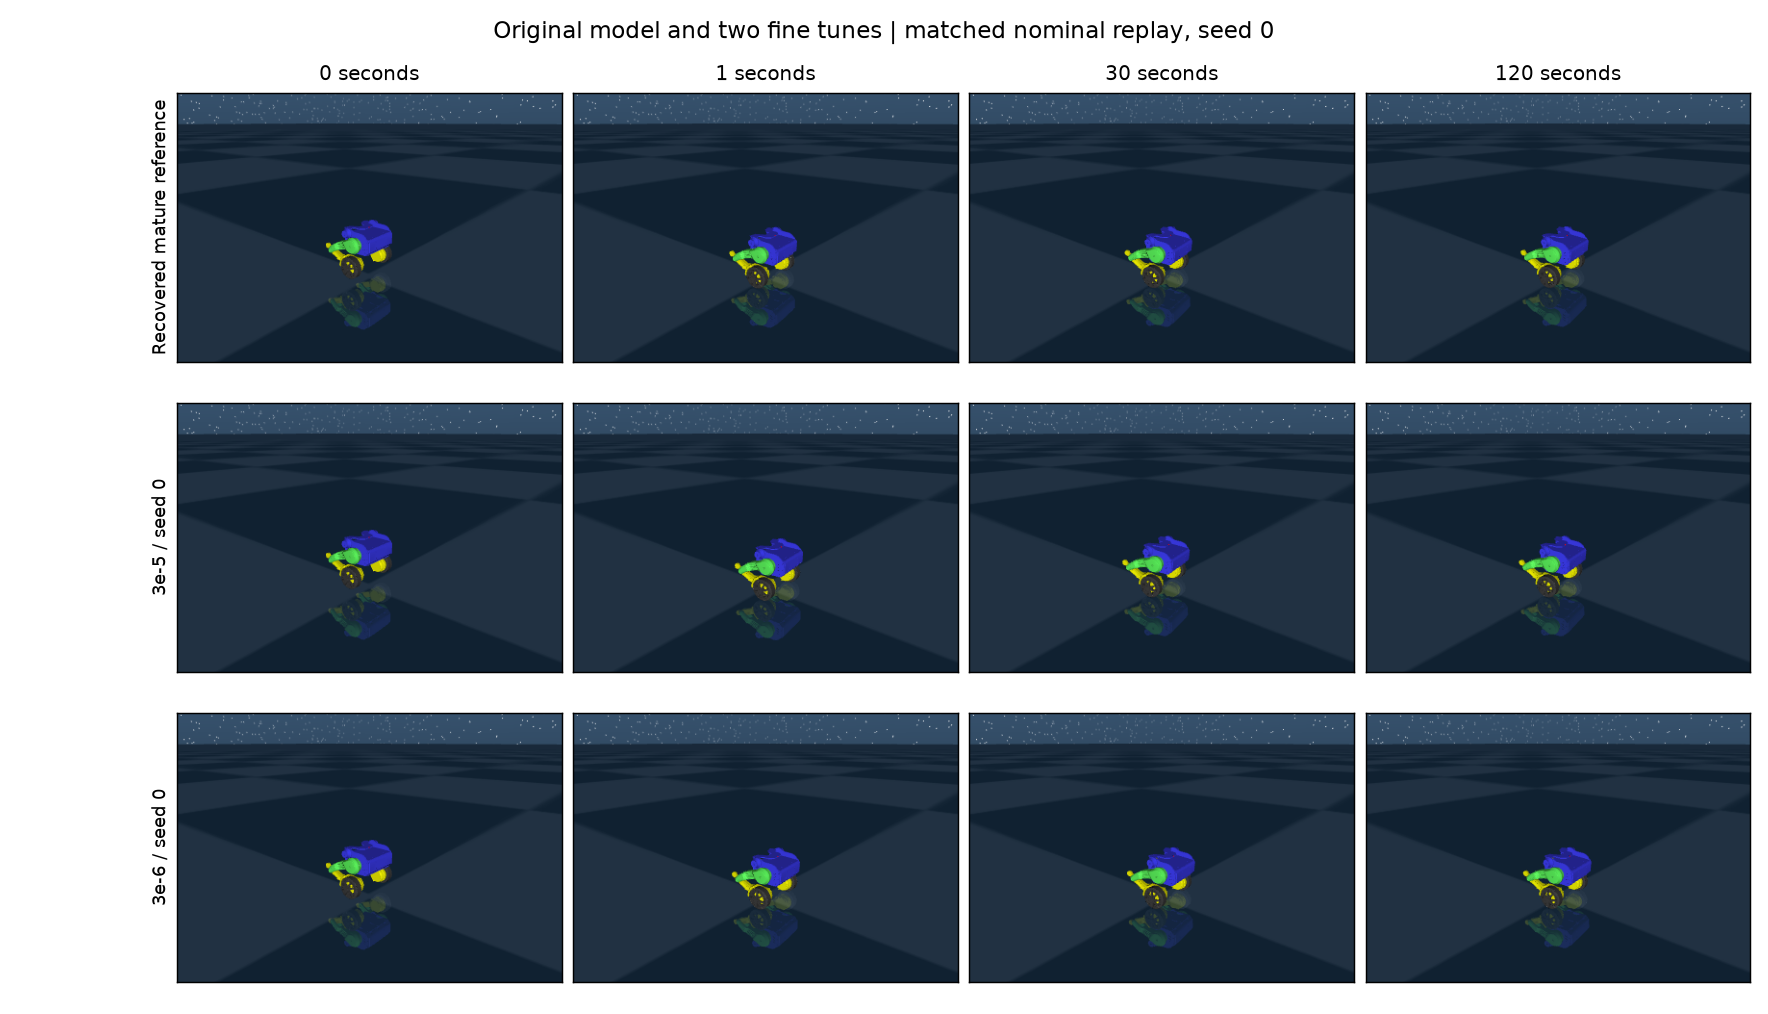 Original model and two fine tunes | matched nominal replay, seed 0
0 seconds
1 seconds
30 seconds
120 seconds
Recovered mature reference
3e-5 / seed 0
3e-6 / seed 0